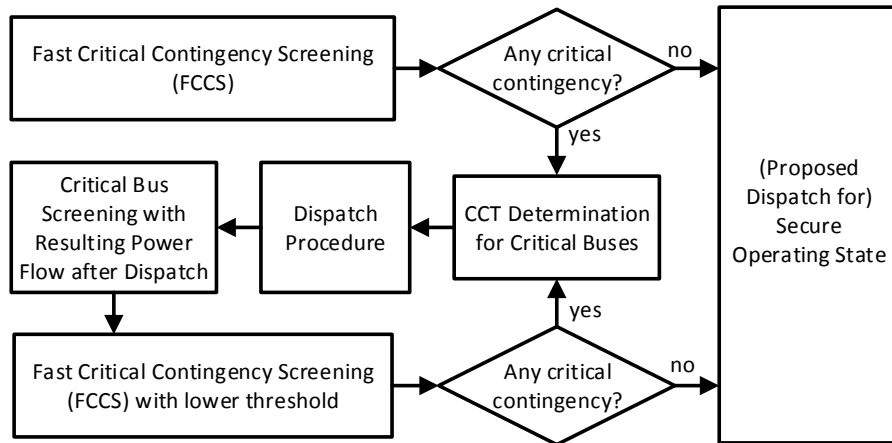 Fast Critical Contingency Screening
(FCCS)
Any critical
contingency?
no
yes
Critical Bus
Screening with
Resulting Power
Flow after Dispatch
Dispatch
Procedure
CCT Determination
for Critical Buses
(Proposed
Dispatch for)
Secure
Operating State
yes
Fast Critical Contingency Screening
(FCCS) with lower threshold
Any critical
contingency?
no